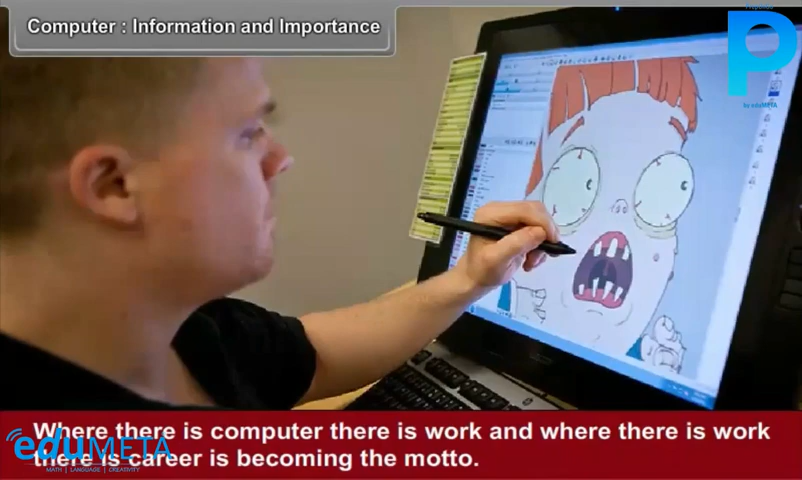 Computer : Information and Importance
P
by eduMETA
Where there is computer there is work and where there is work
there is career is becoming the motto.
eduMETA
MATH | LANGUAGE | CREATIVITY